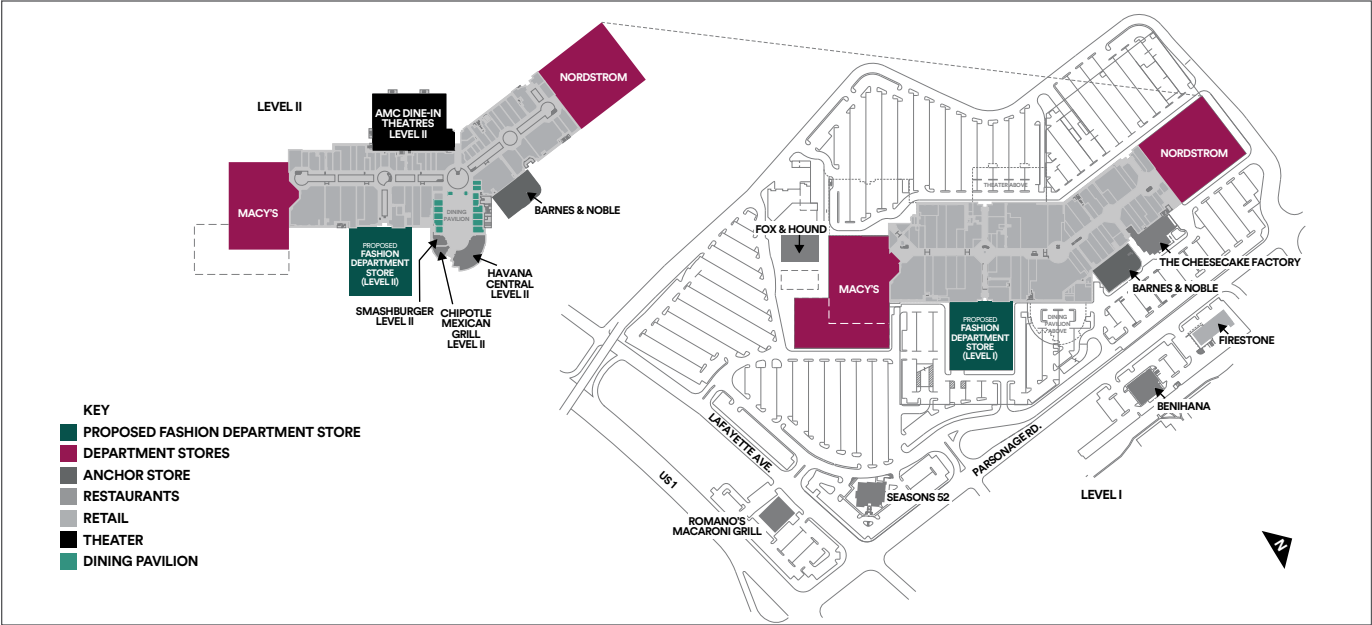 LEVEL II
AMC DINE-IN
THEATRES
LEVEL II
NORDSTROM
MACY'S
DINING
PAVILION
BARNES & NOBLE
PROPOSED
FASHION
DEPARTMENT
STORE
(LEVEL II)
HAVANA
CENTRAL
LEVEL II
SMASHBURGER
LEVEL II
CHIPOTLE
MEXICAN
GRILL
LEVEL II
KEY
PROPOSED FASHION DEPARTMENT STORE
DEPARTMENT STORES
ANCHOR STORE
RESTAURANTS
RETAIL
THEATER
DINING PAVILION
NORDSTROM
THEATER ABOVE
FOX & HOUND
MACY'S
THE CHEESECAKE FACTORY
BARNES & NOBLE
PROPOSED
FASHION
DEPARTMENT
STORE
(LEVEL I)
DINING
PAVILION
ABOVE
FIRESTONE
BENIHANA
LAFAYETTE AVE.
PARSONAGE RD.
US 1
SEASONS 52
ROMANO'S
MACARONI GRILL
LEVEL I
N